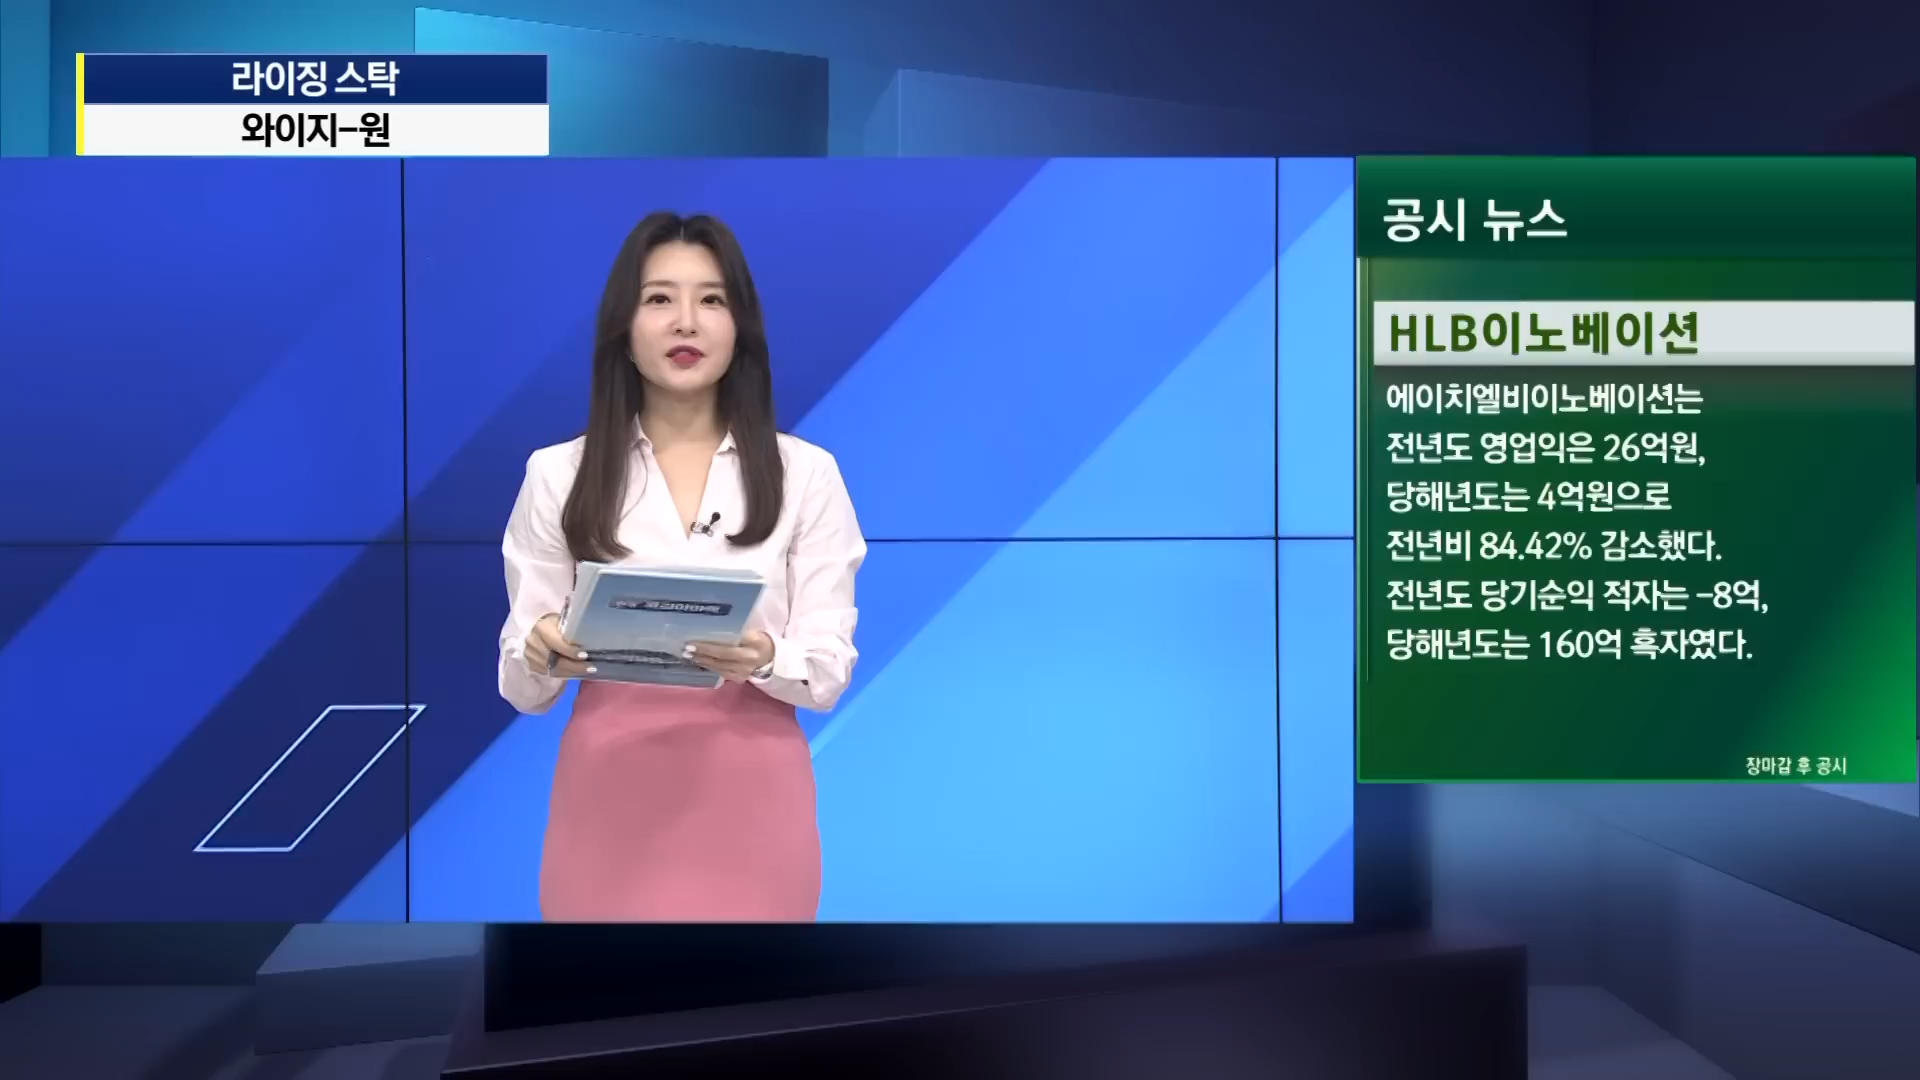 라이징 스탁
와이지-원
공시 뉴스
HLB이노베이션
에이치엘비이노베이션는
전년도 영업익은 26억원,
당해년도는 4억원으로
전년비 84.42% 감소했다.
전년도 당기순익 적자는 -8억,
당해년도는 160억 흑자였다.
장마감 후 공시